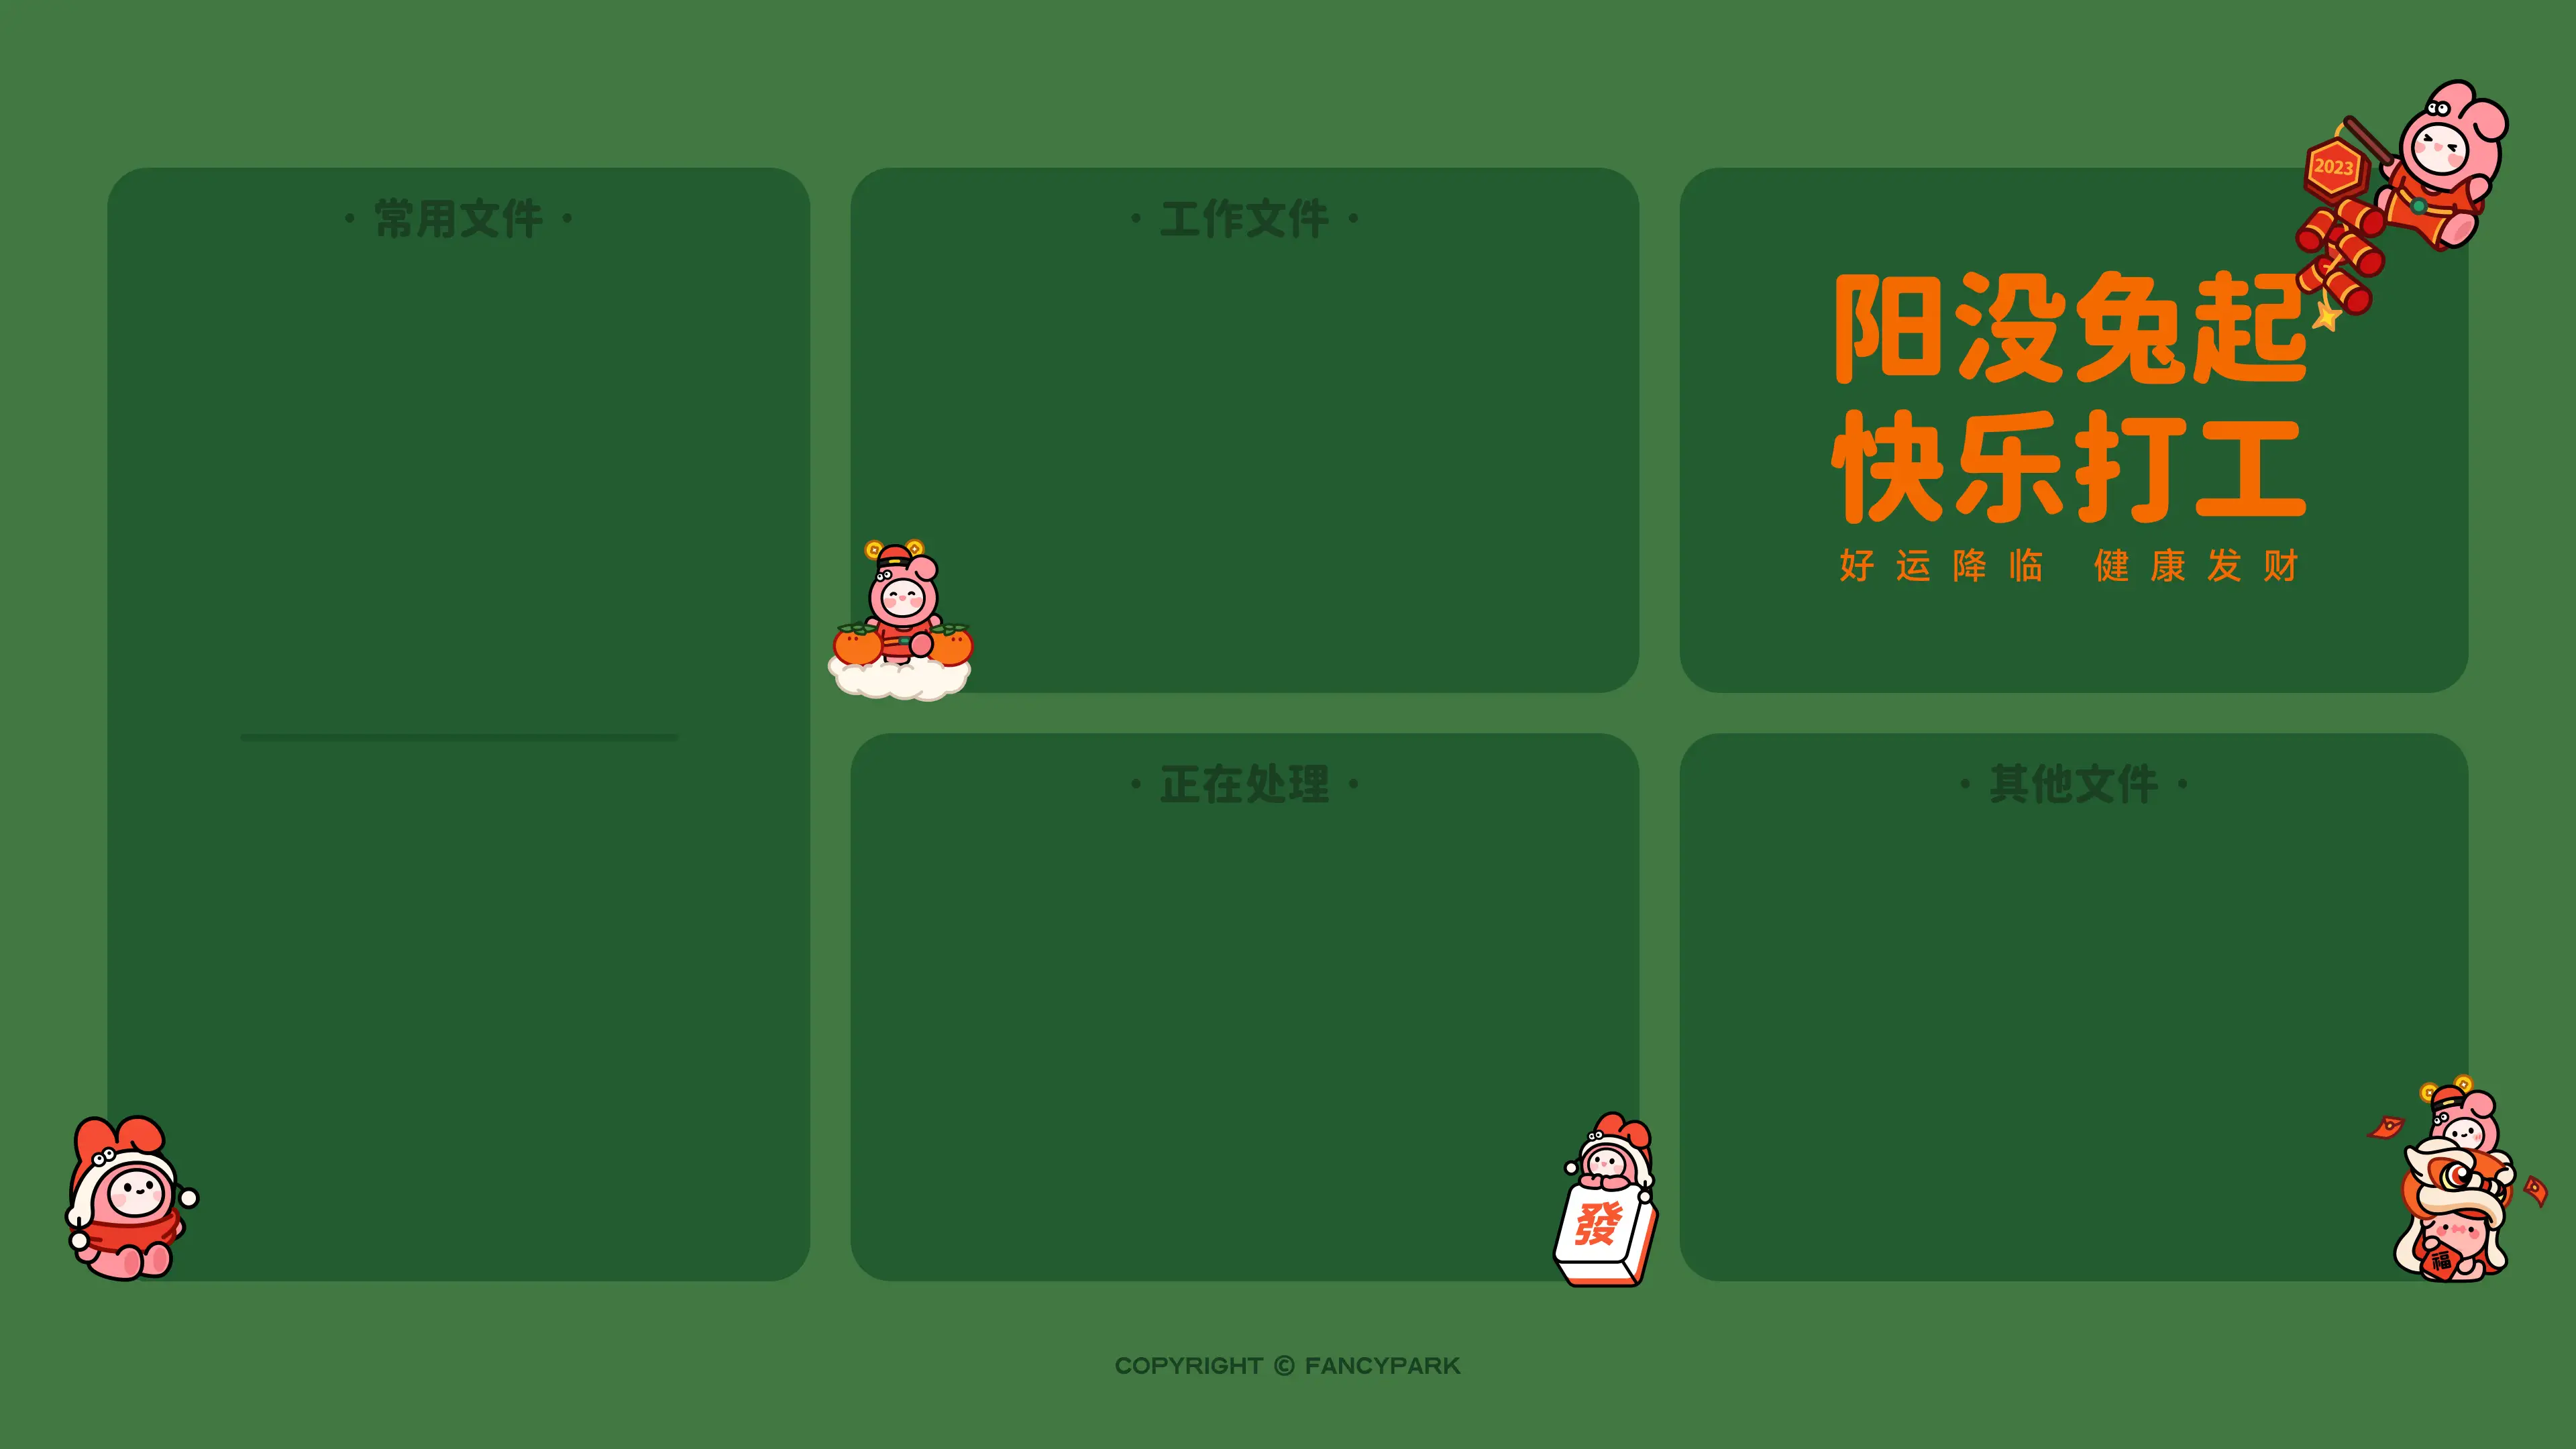 · 常用文件 ·
· 工作文件 ·
2023
阳没兔起
快乐打工
好运降临 健康发财
· 正在处理 ·
· 其他文件 ·
發
福
COPYRIGHT © FANCYPARK